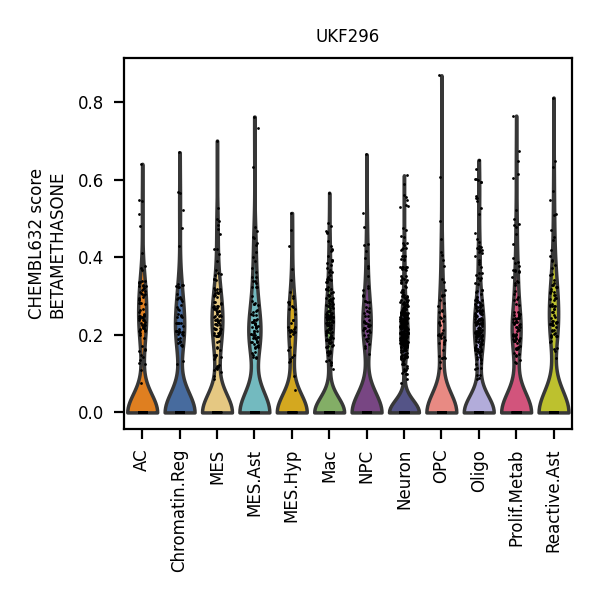 UKF296
CHEMBL632 score
BETAMETHASONE
0.8
0.6
0.4
0.2
0.0
AC
Chromatin.Reg
MES
MES.Ast
MES.Hyp
Mac
NPC
Neuron
OPC
Oligo
Prolif.Metab
Reactive.Ast